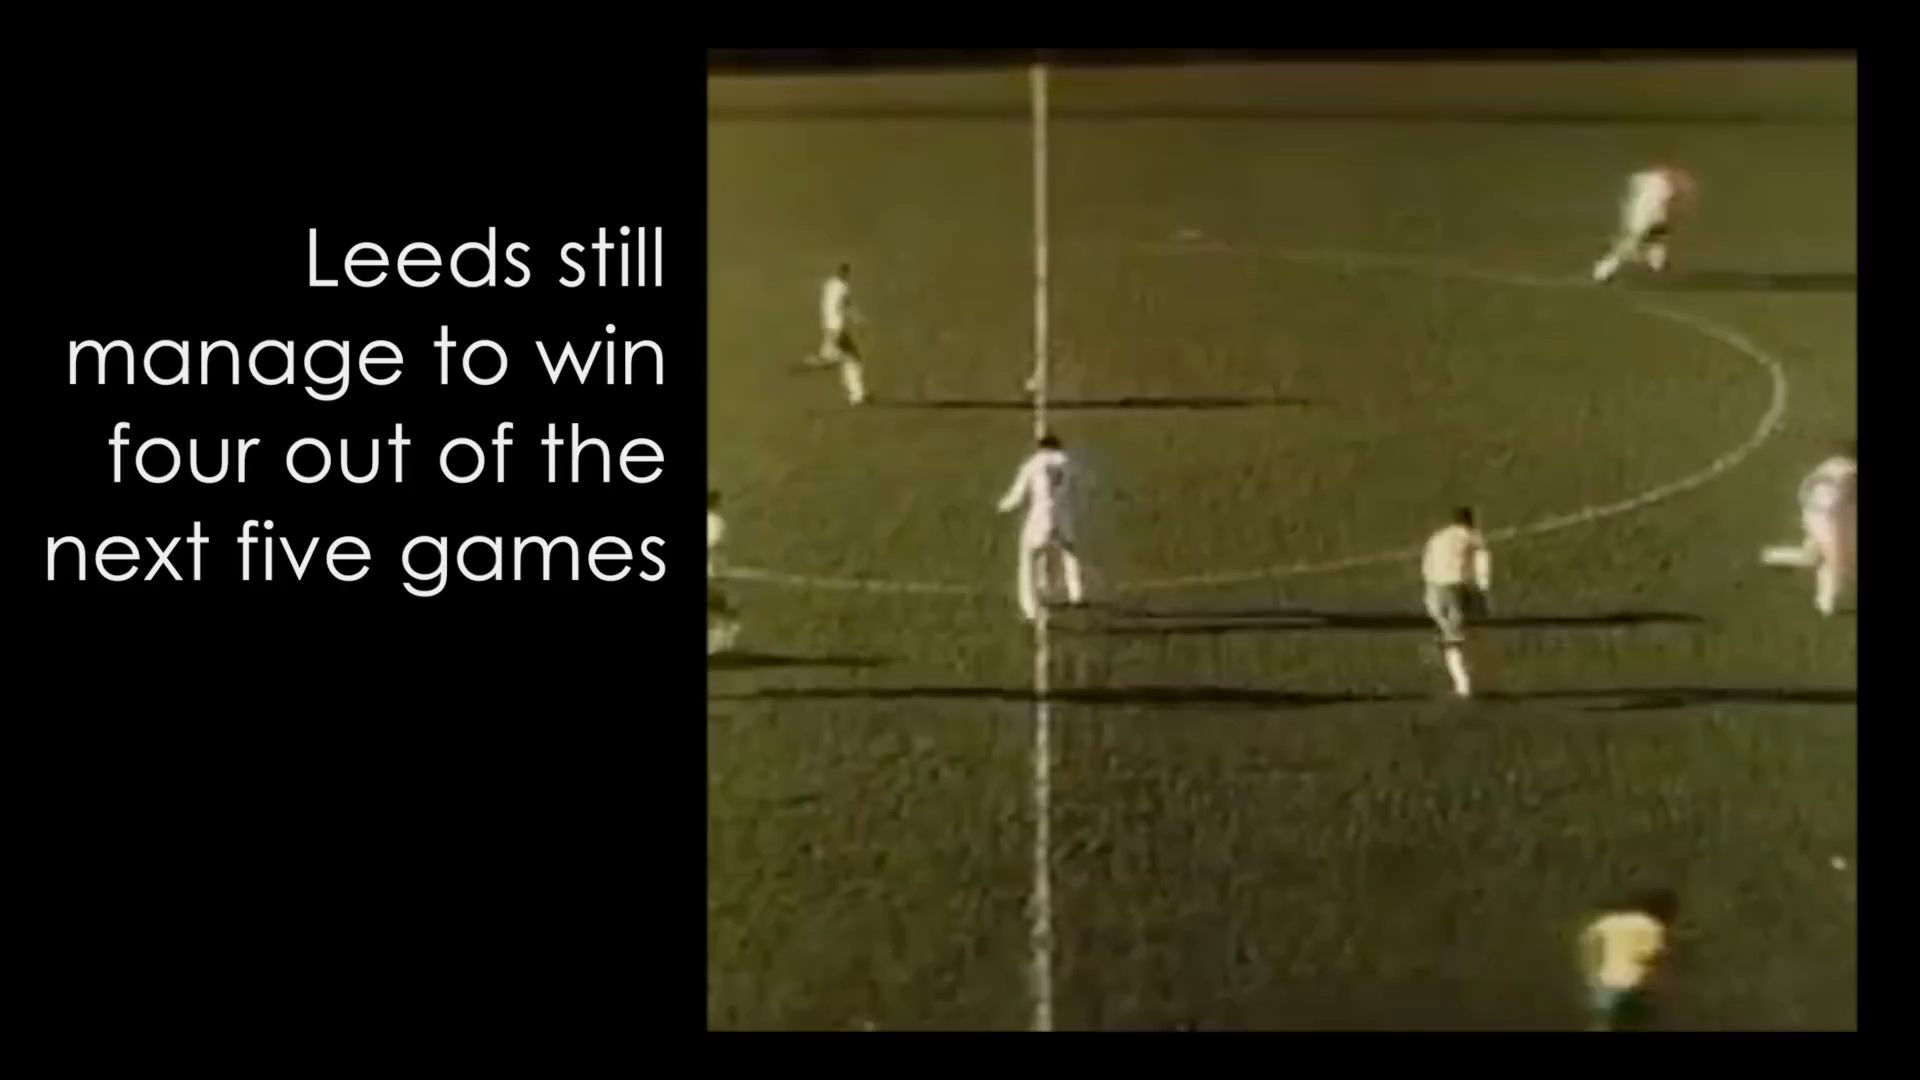 Leeds still
manage to win
four out of the
next five games